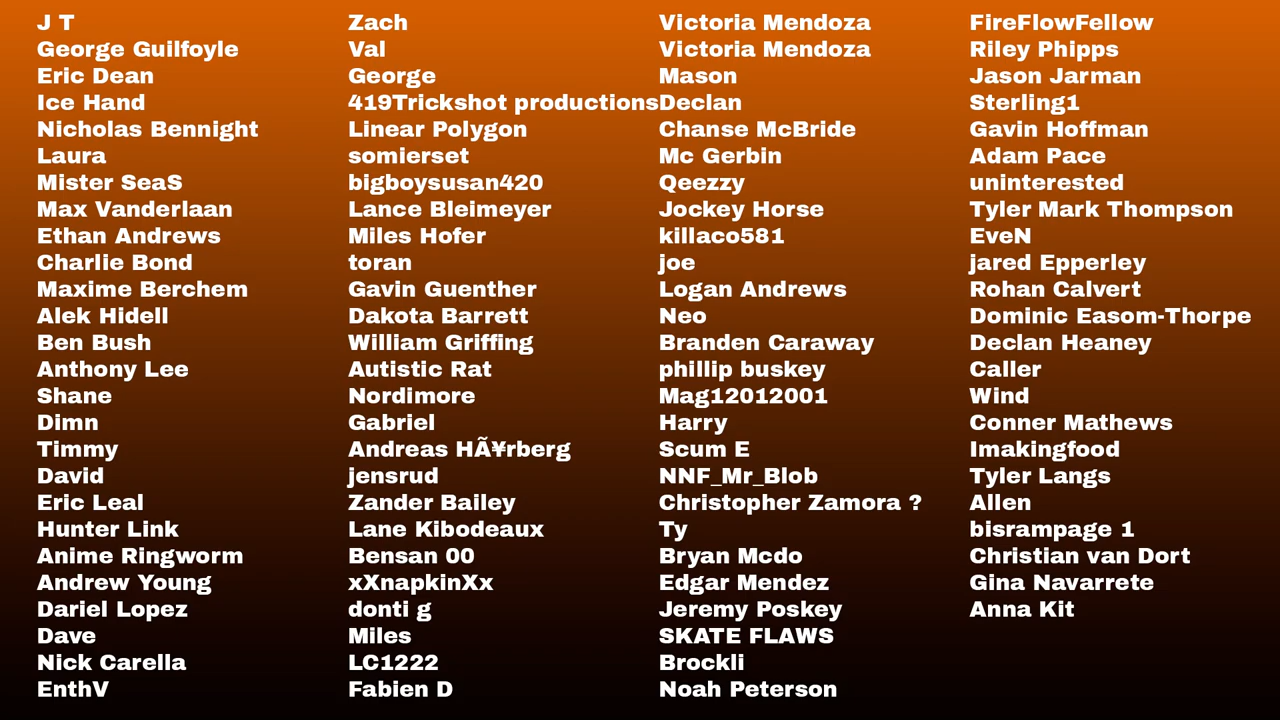 J T
George Guilfoyle
Eric Dean
Ice Hand
Nicholas Bennight
Laura
Mister SeaS
Max Vanderlaan
Ethan Andrews
Charlie Bond
Maxime Berchem
Alek Hidell
Ben Bush
Anthony Lee
Shane
Dimn
Timmy
David
Eric Leal
Hunter Link
Anime Ringworm
Andrew Young
Dariel Lopez
Dave
Nick Carella
EnthV
Zach
Val
George
419Trickshot productions
Linear Polygon
somierset
bigboysusan420
Lance Bleimeyer
Miles Hofer
toran
Gavin Guenther
Dakota Barrett
William Griffing
Autistic Rat
Nordimore
Gabriel
Andreas HÃ¥rberg
jensrud
Zander Bailey
Lane Kibodeaux
Bensan 00
xXnapkinXx
donti g
Miles
LC1222
Fabien D
Victoria Mendoza
Victoria Mendoza
Mason
Declan
Chanse McBride
Mc Gerbin
Qeezzy
Jockey Horse
killaco581
joe
Logan Andrews
Neo
Branden Caraway
phillip buskey
Mag12012001
Harry
Scum E
NNF_Mr_Blob
Christopher Zamora ?
Ty
Bryan Mcdo
Edgar Mendez
Jeremy Poskey
SKATE FLAWS
Brockli
Noah Peterson
FireFlowFellow
Riley Phipps
Jason Jarman
Sterling1
Gavin Hoffman
Adam Pace
uninterested
Tyler Mark Thompson
EveN
jared Epperley
Rohan Calvert
Dominic Easom-Thorpe
Declan Heaney
Caller
Wind
Conner Mathews
Imakingfood
Tyler Langs
Allen
bisrampage 1
Christian van Dort
Gina Navarrete
Anna Kit